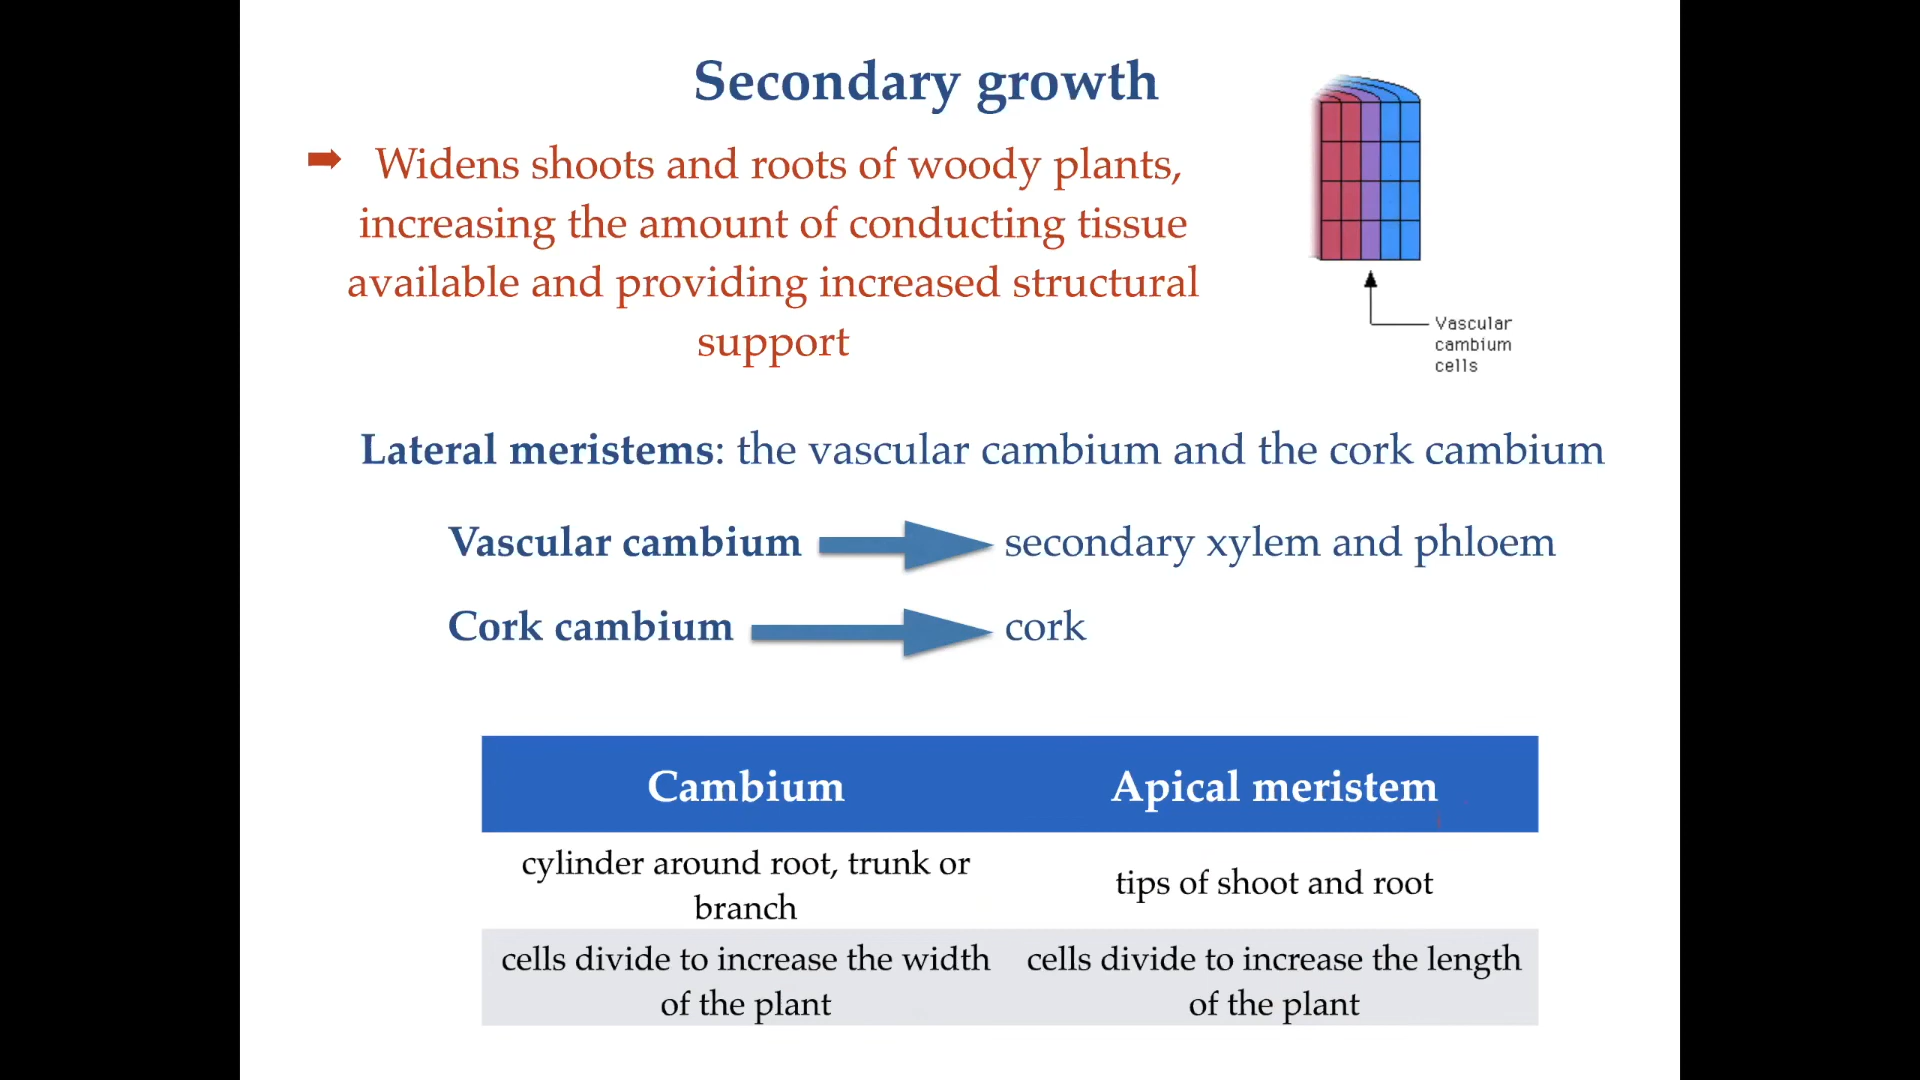 Secondary growth
Widens shoots and roots of woody plants,
increasing the amount of conducting tissue
available and providing increased structural
support
Vascular
cambium
cells
Lateral meristems: the vascular cambium and the cork cambium
Vascular cambium secondary xylem and phloem
Cork cambium cork
Cambium Apical meristem
cylinder around root, trunk or
branch
tips of shoot and root
cells divide to increase the width
of the plant
cells divide to increase the length
of the plant